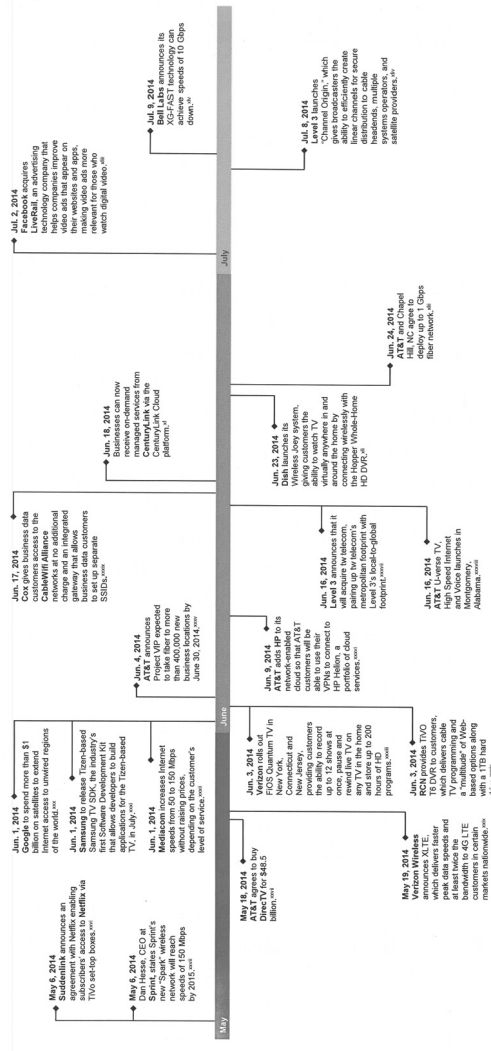 May 6, 2014
Suddenlink announces an
agreement with Netflix enabling
subscribers' access to Netflix via
TiVo set-top boxes.xxvi
May 6, 2014
Dan Hesse, CEO at
Sprint, states Sprint's
new "Spark" wireless
network will reach
speeds of 150 Mbps
by 2015.
Jun. 1, 2014
Google to spend more than $1
billion on satellites to extend
Internet access to unwired regions
of the world.
Jun. 1, 2014
Samsung to release Tizen-based
Samsung TV SDK, the industry's
first Software Development Kit
that allows developers to build
applications for the Tizen-based
TV, in July.
Jun. 1, 2014
Mediacom increases Internet
speeds from 50 to 150 Mbps
without raising prices,
depending on the customer's
level of service.
Jun. 4, 2014
AT&T announces
Project VIP expected
to take fiber to more
than 400,000 new
business locations by
June 30, 2014.
Jun. 17, 2014
Cox gives business data
customers access to the
CableWifi Alliance
networks at no additional
charge and an integrated
gateway that allows
business data customers
to set up separate
SSIDs.
Jun. 18, 2014
Businesses can now
receive on-demand
managed services from
CenturyLink via the
CenturyLink Cloud
platform.xl
Jul. 2, 2014
Facebook acquires
LiveRail, an advertising
technology company that
helps companies improve
video ads that appear on
their websites and apps,
making video ads more
relevant for those who
watch digital video.
Jul. 9, 2014
Bell Labs announces its
XG-FAST technology can
achieve speeds of 10 Gbps
down.
May
June
July
May 18, 2014
AT&T agrees to buy
DirecTV for $48.5
billion.
May 19, 2014
Verizon Wireless
announces XLTE,
which delivers faster
peak data speeds and
at least twice the
bandwidth to 4G LTE
customers in certain
markets nationwide.
Jun. 3, 2014
Verizon rolls out
FiOS Quantum TV in
New York,
Connecticut and
New Jersey,
providing customers
the ability to record
up to 12 shows at
once, pause and
rewind live TV on
any TV in the home
and store up to 200
hours of HD
programs.
Jun. 3, 2014
RCN provides TiVO
T6 DVR to customers,
which delivers cable
TV programming and
a "multitude" of Web-
based options along
with a 1TB hard
Jun. 9, 2014
AT&T adds HP to its
network-enabled
cloud so that AT&T
customers will be
able to use their
VPNs to connect to
HP Helion, a
portfolio of cloud
services.
Jun. 16, 2014
Level 3 announces that it
will acquire tw telecom,
pairing up tw telecom's
metropolitan footprint with
Level 3's local-to-global
footprint.
Jun. 16, 2014
AT&T U-verse TV,
High Speed Internet
and Voice launches in
Montgomery,
Alabama.
Jun. 23, 2014
Dish launches its
Wireless Joey system,
giving customers the
ability to watch TV
virtually anywhere in and
around the home by
connecting wirelessly with
the Hopper Whole-Home
HD DVR.
Jun. 24, 2014
AT&T and Chapel
Hill, NC agree to
deploy up to 1 Gbps
fiber network.
Jul. 8, 2014
Level 3 launches
"Channel Origin," which
gives broadcasters the
ability to efficiently create
linear channels for secure
distribution to cable
headends, multiple
systems operators, and
satellite providers.